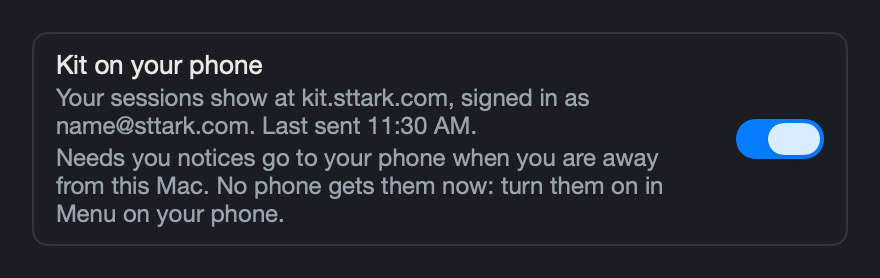 Kit on your phone
Your sessions show at kit.sttark.com, signed in as
name@sttark.com. Last sent 11:30 AM.
Needs you notices go to your phone when you are away
from this Mac. No phone gets them now: turn them on in
Menu on your phone.